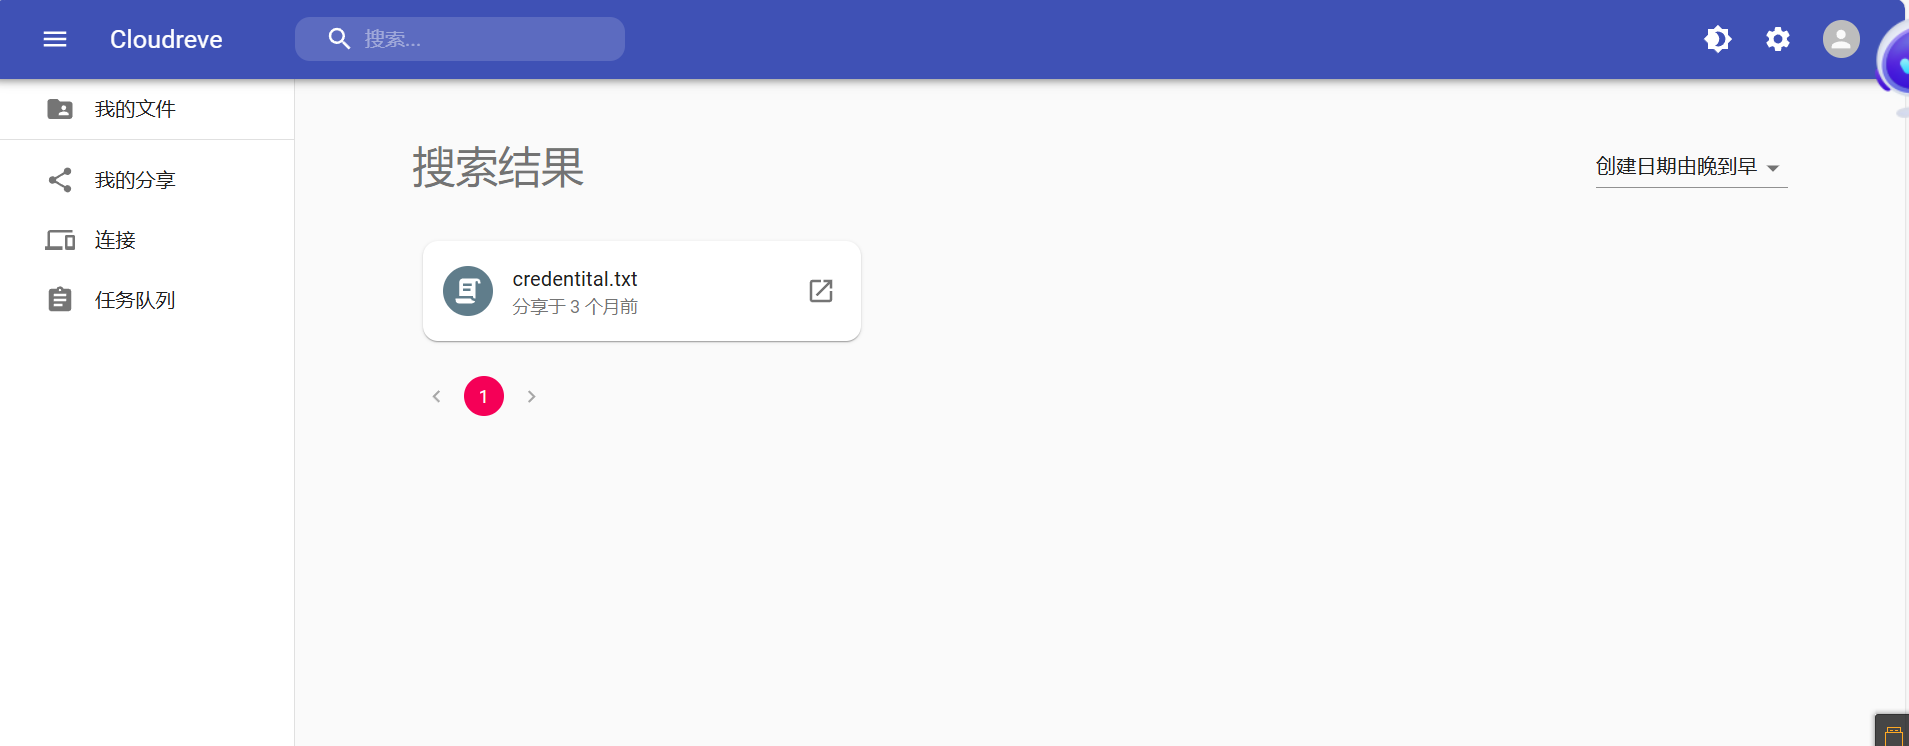 Cloudreve
搜索...
我的文件
我的分享
连接
任务队列
搜索结果
创建日期由晚到早
credentital.txt
分享于 3 个月前
1